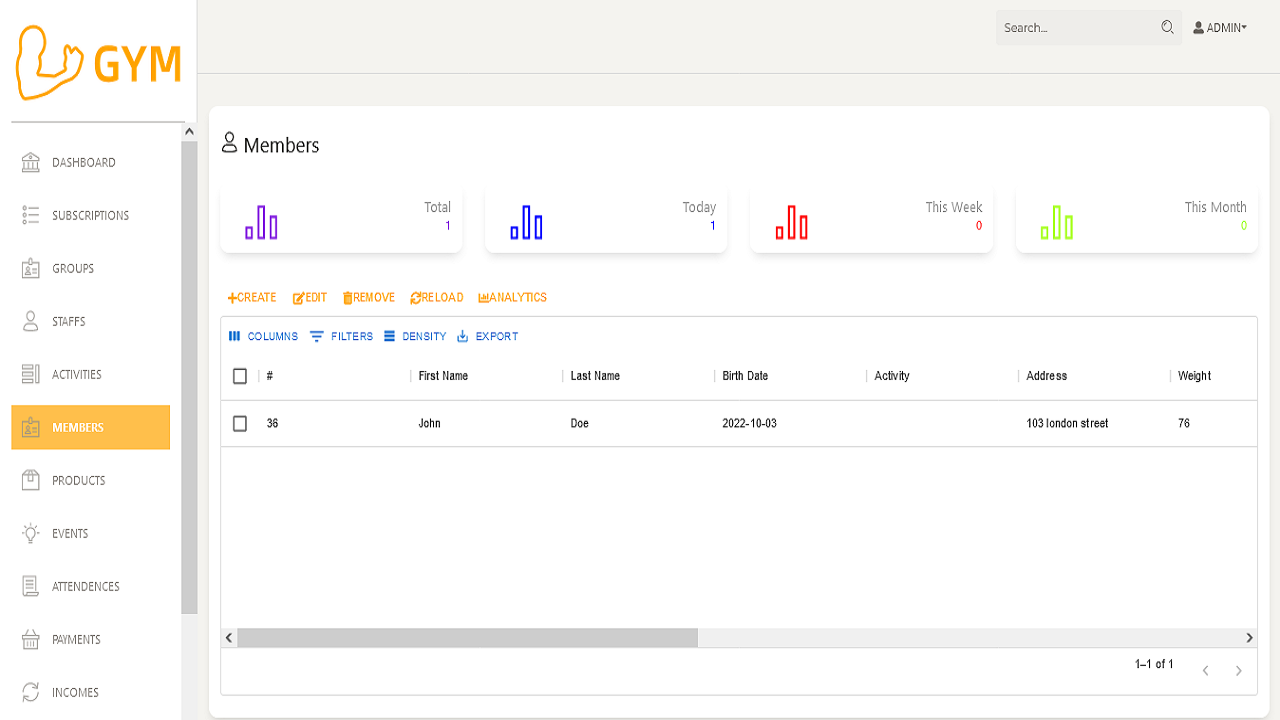 GYM
Search...
ADMIN
DASHBOARD
SUBSCRIPTIONS
GROUPS
STAFFS
ACTIVITIES
MEMBERS
PRODUCTS
EVENTS
ATTENDENCES
PAYMENTS
INCOMES
Members
Total
1
Today
1
This Week
0
This Month
0
CREATE EDIT REMOVE RELOAD ANALYTICS
COLUMNS FILTERS DENSITY EXPORT
# First Name Last Name Birth Date Activity Address Weight
36 John Doe 2022-10-03 103 london street 76
1–1 of 1